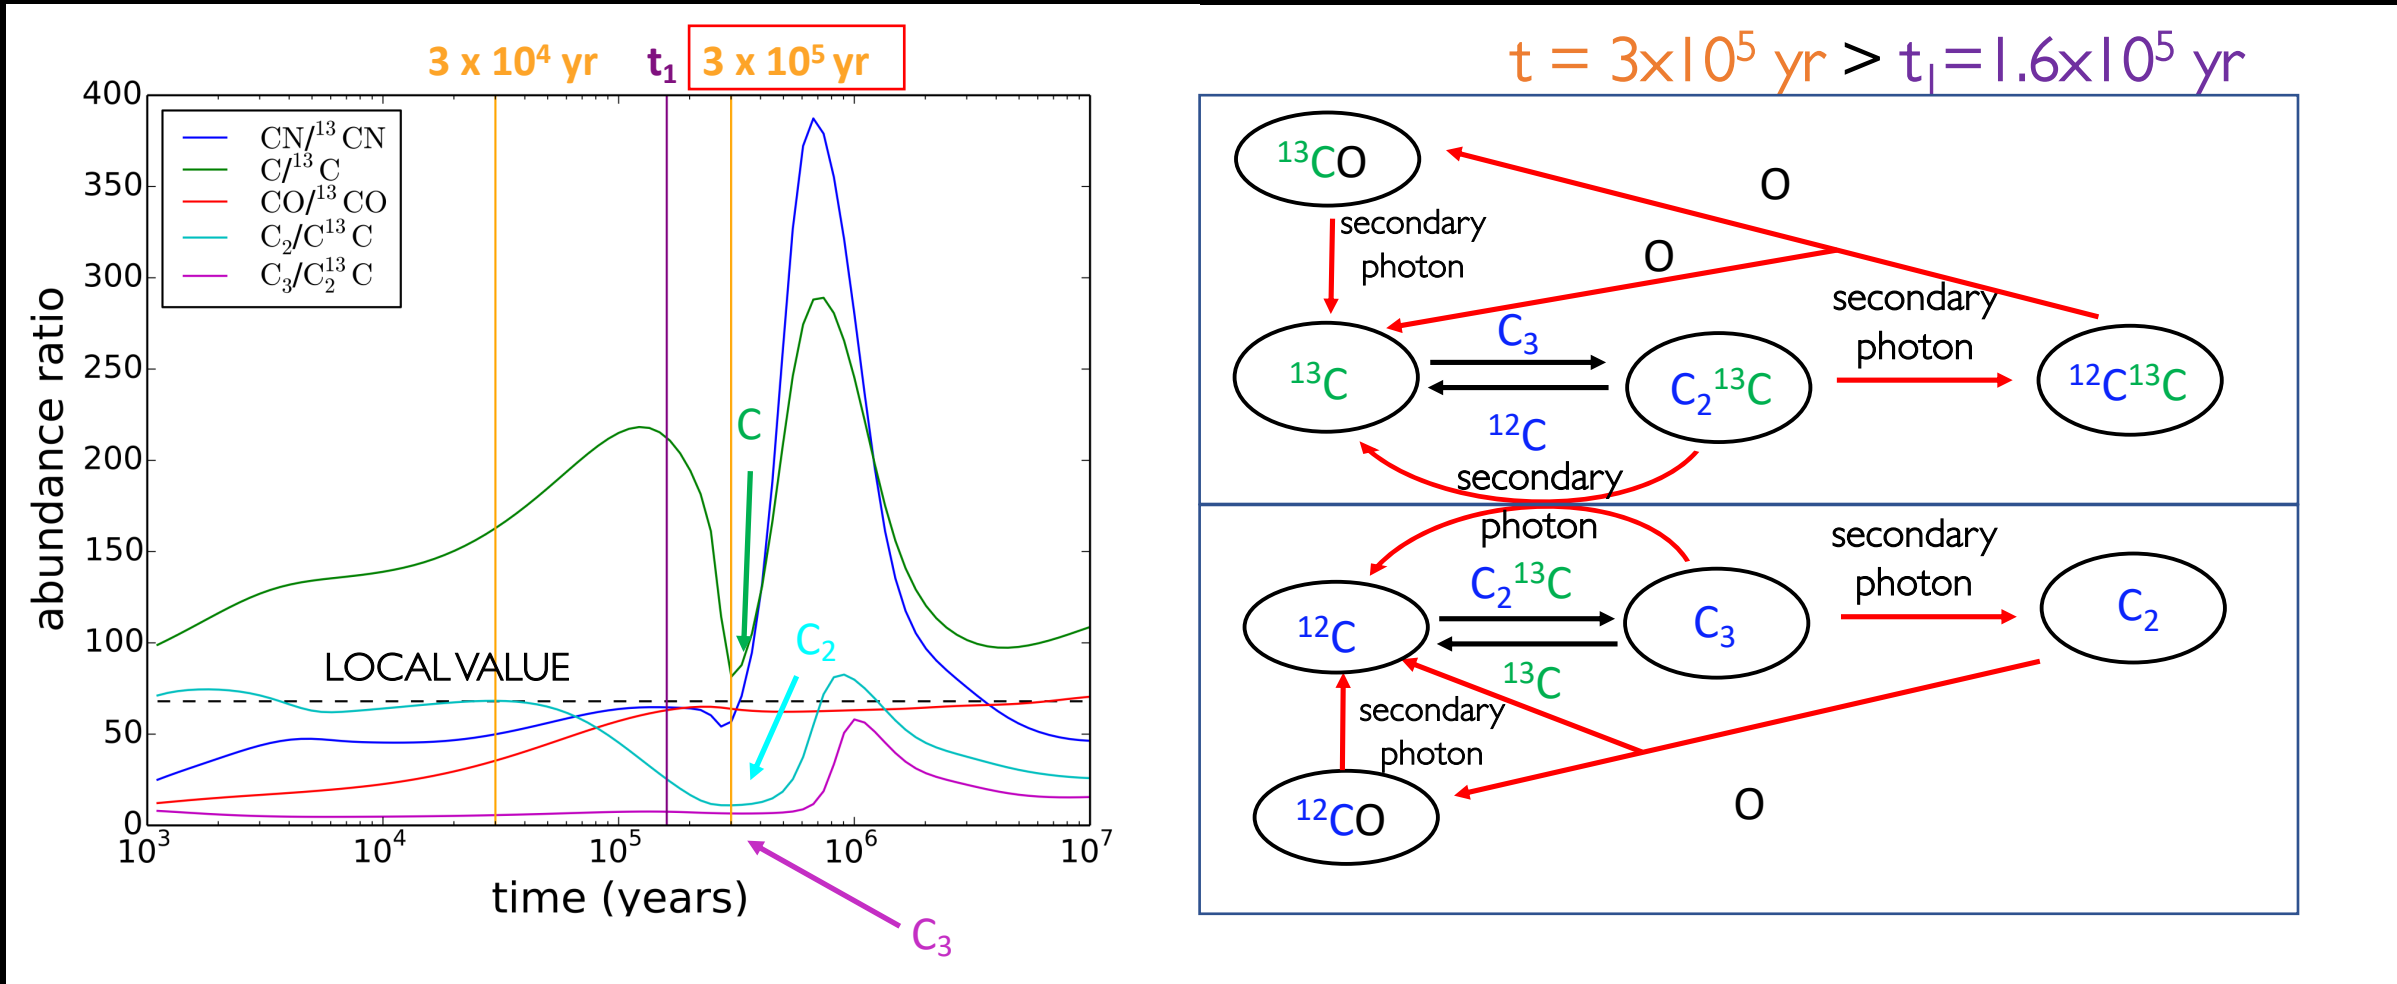 3 x 10⁴ yr
t₁
3 x 10⁵ yr
400
350
300
250
200
150
100
50
0
abundance ratio
CN/¹³CN
C/¹³C
CO/¹³CO
C₂/C¹³C
C₃/C₂¹³C
C
C₂
LOCAL VALUE
10³
10⁴
10⁵
10⁶
10⁷
time (years)
C₃
t = 3x10⁵ yr > t₁=1.6x10⁵ yr
¹³CO
O
secondary
photon
O
secondary
photon
¹³C
C₃
C₂¹³C
¹²C¹³C
¹²C
secondary
photon
secondary
photon
C₂¹³C
¹²C
C₃
C₂
¹³C
secondary
photon
¹²CO
O